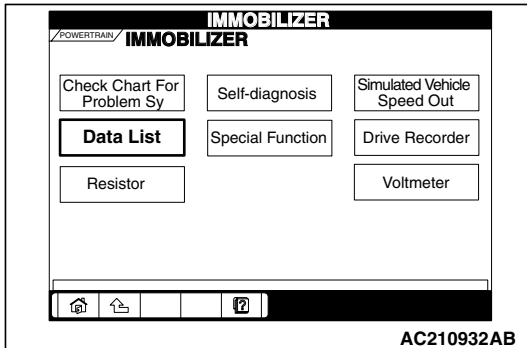 IMMOBILIZER
POWERTRAIN IMMOBILIZER
Check Chart For
Problem Sy
Self-diagnosis
Simulated Vehicle
Speed Out
Data List
Special Function
Drive Recorder
Resistor
Voltmeter
?
AC210932AB